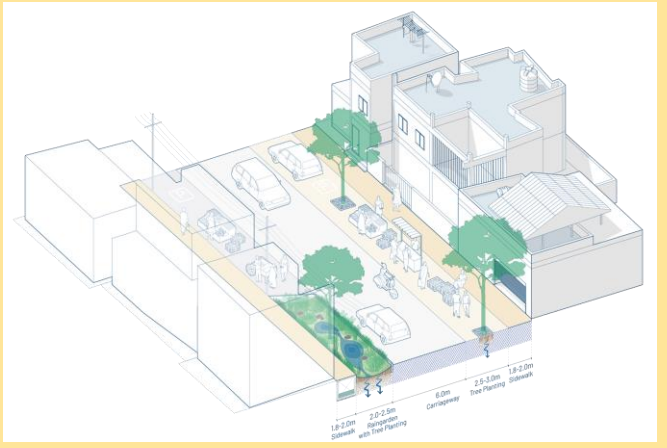 1.8-2.0m
Sidewalk
2.0-2.5m
Raingarden
with Tree Planting
6.0m
Carriageway
2.5-3.0m
Tree Planting
1.8-2.0m
Sidewalk